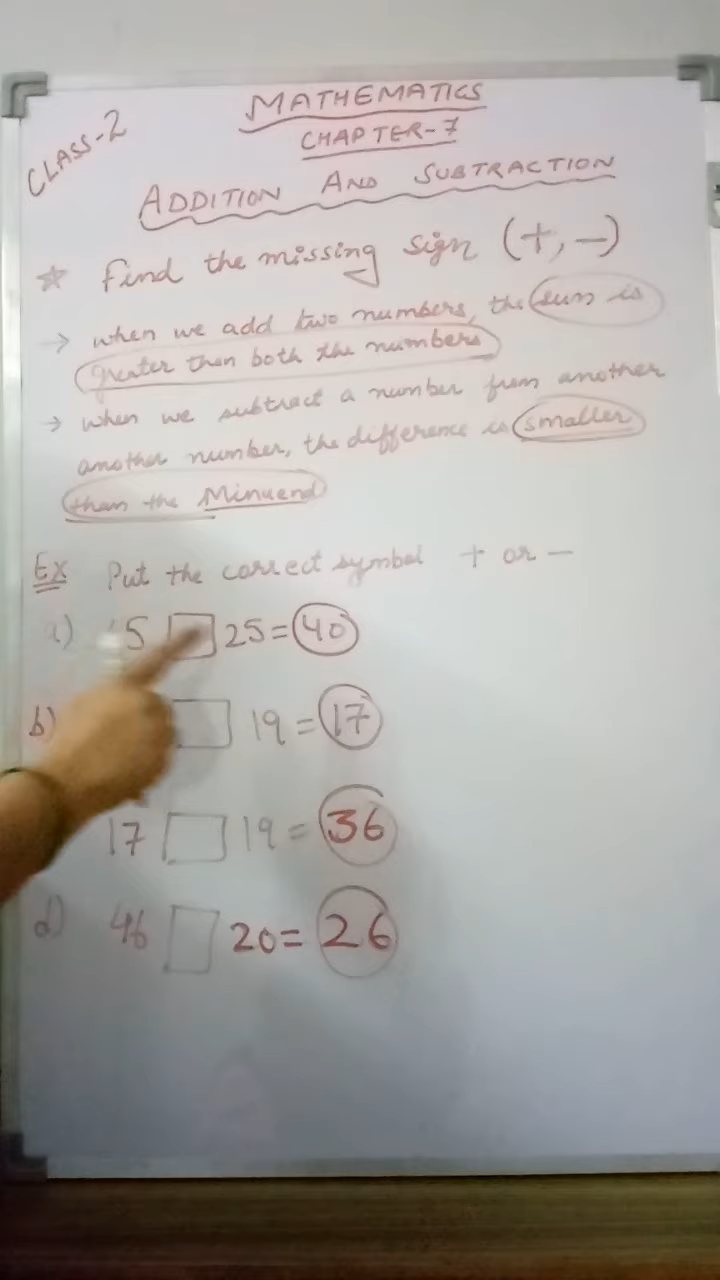 CLASS-2
MATHEMATICS
CHAPTER-7
ADDITION AND SUBTRACTION
☆ Find the missing sign (+, −)
→ when we add two numbers, the sum is
greater then both the numbers
→ when we subtract a number from another
another number, the difference is smaller
than the Minuend
Ex Put the correct symbol + or −
a) 5 □ 25 = 40
b) □ 19 = 17
17 □ 19 = 36
d) 46 □ 20 = 26